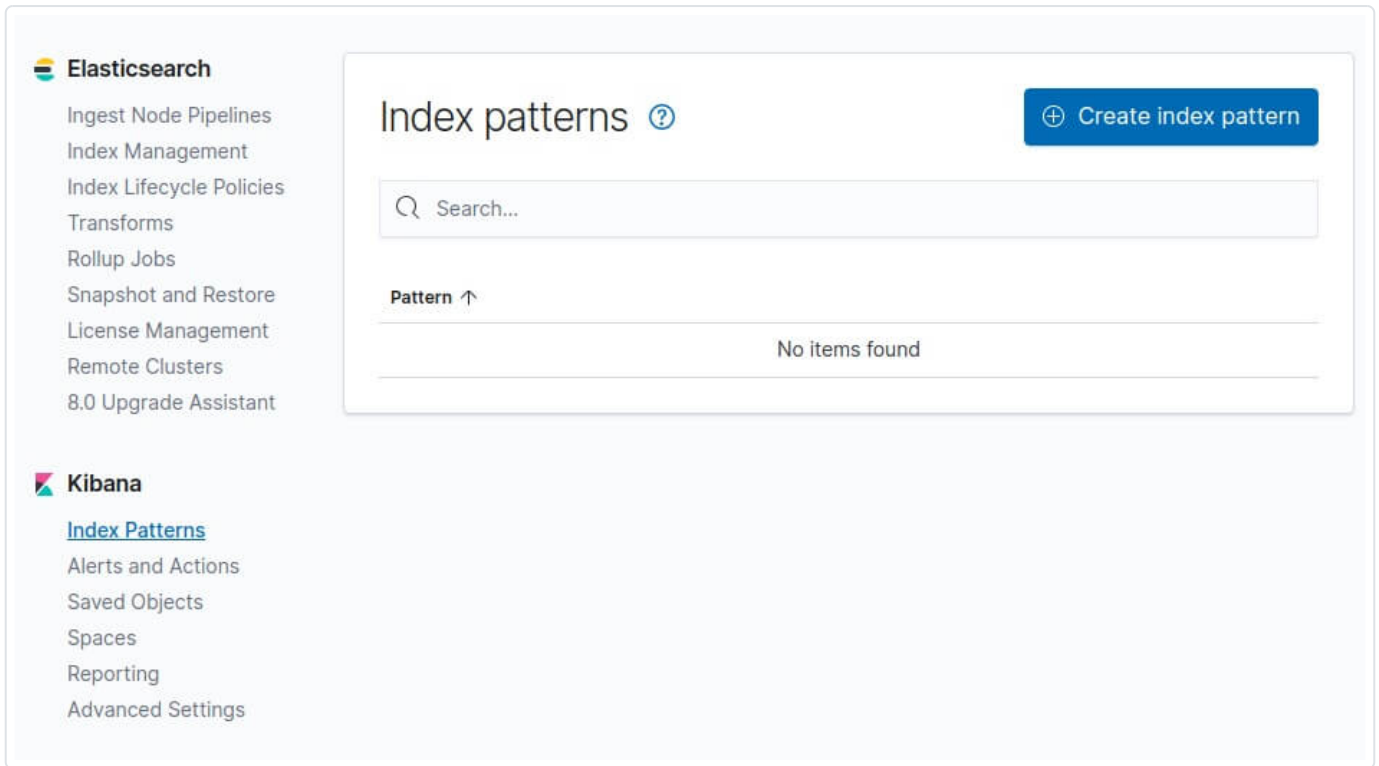 Elasticsearch
Ingest Node Pipelines
Index Management
Index Lifecycle Policies
Transforms
Rollup Jobs
Snapshot and Restore
License Management
Remote Clusters
8.0 Upgrade Assistant
Kibana
Index Patterns
Alerts and Actions
Saved Objects
Spaces
Reporting
Advanced Settings
Index patterns ?
Create index pattern
Search...
Pattern ↑
No items found